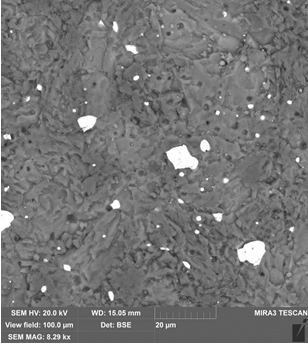 SEM HV: 20.0 kV WD: 15.05 mm MIRA3 TESCAN
View field: 100.0 µm Det: BSE 20 µm
SEM MAG: 8.29 kx